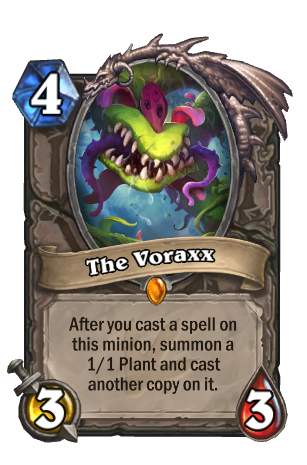 4
The Voraxx
After you cast a spell on
this minion, summon a
1/1 Plant and cast
another copy on it.
3
3